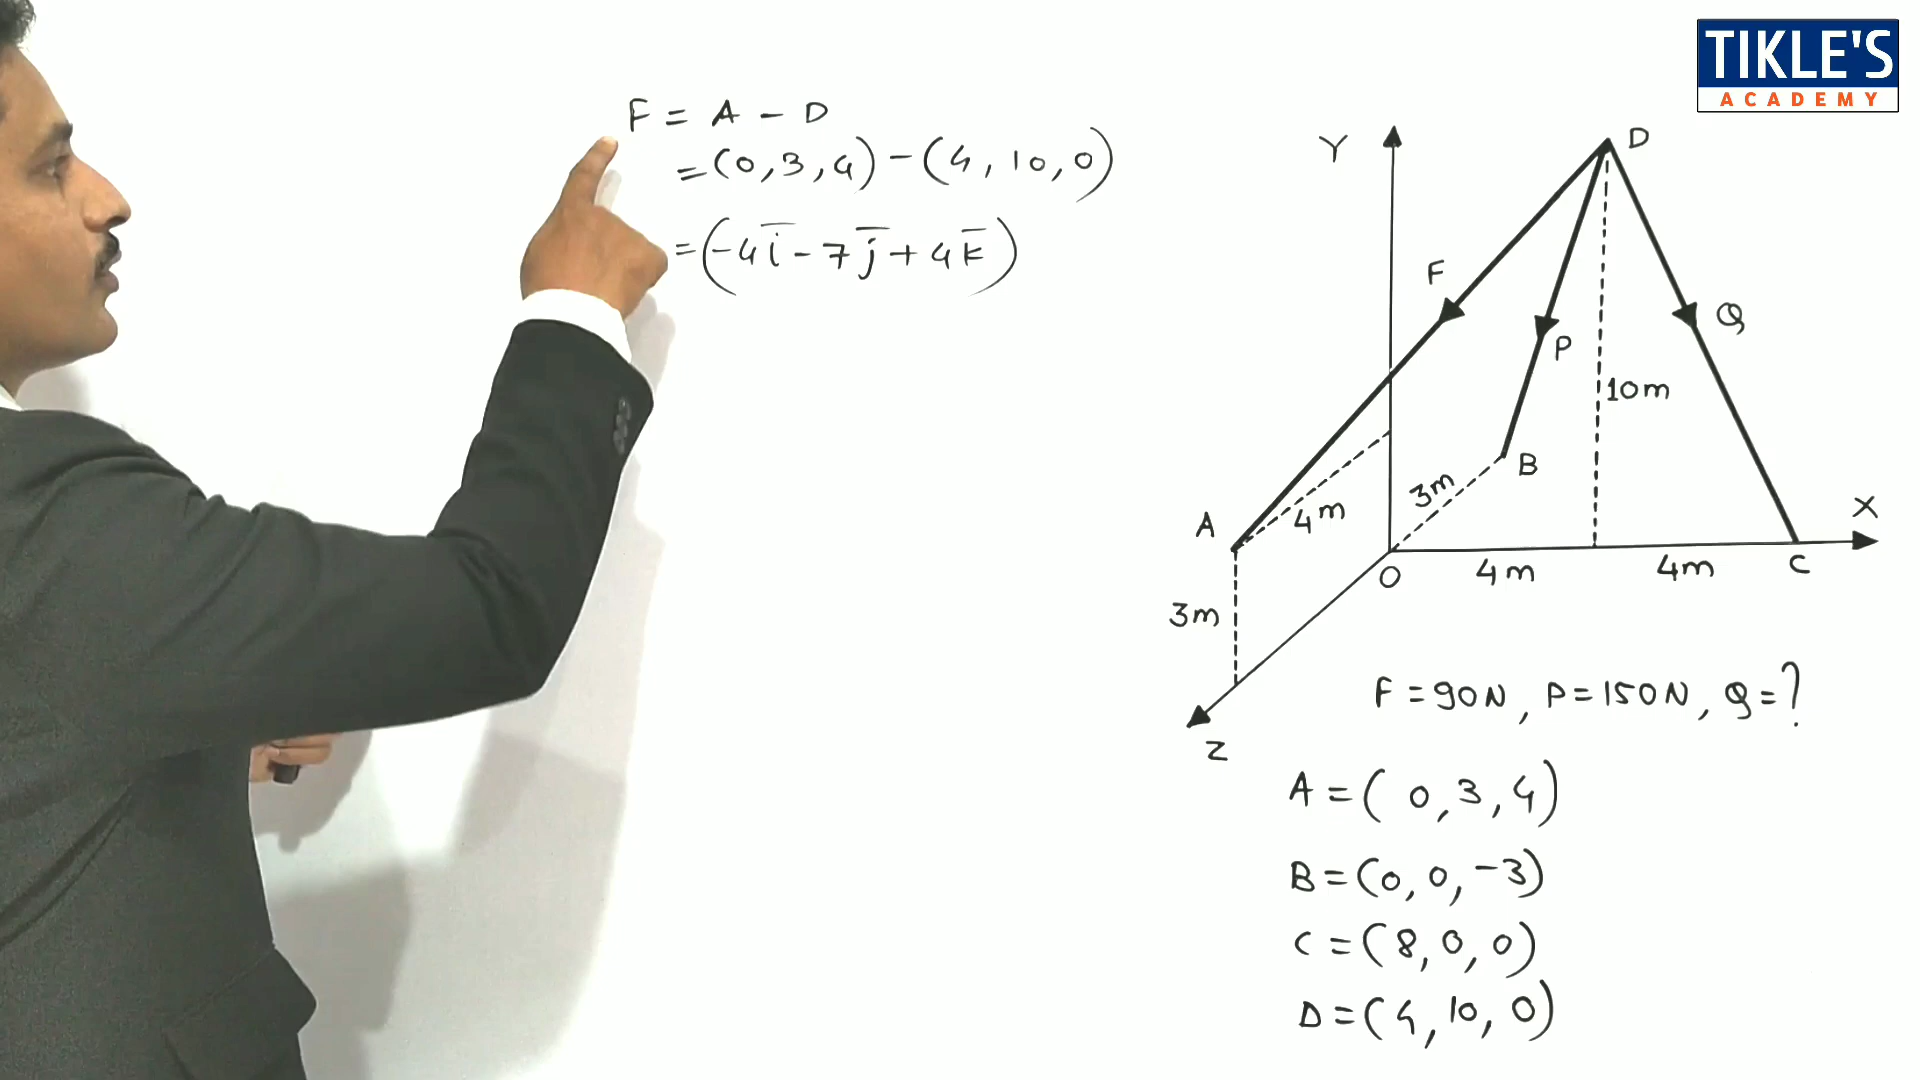 TIKLE'S
ACADEMY
F = A - D
= (0, 3, 4) - (4, 10, 0)
= (-4i̅ - 7j̅ + 4k̅)
Y
D
F
Q
P
10m
B
3m
X
A
4m
O
4m
4m
C
3m
Z
F = 90N, P = 150N, Q = ?
A = (0, 3, 4)
B = (0, 0, -3)
C = (8, 0, 0)
D = (4, 10, 0)